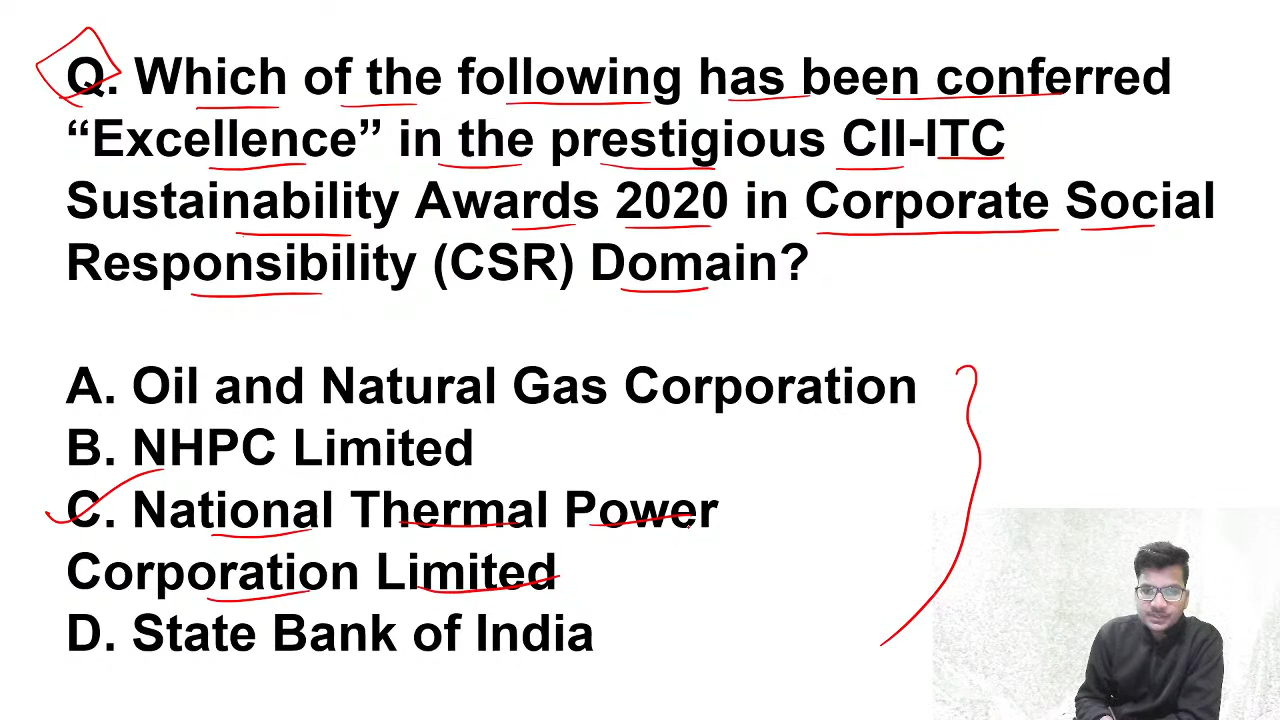 Q. Which of the following has been conferred
“Excellence” in the prestigious CII-ITC
Sustainability Awards 2020 in Corporate Social
Responsibility (CSR) Domain?
A. Oil and Natural Gas Corporation
B. NHPC Limited
C. National Thermal Power
Corporation Limited
D. State Bank of India